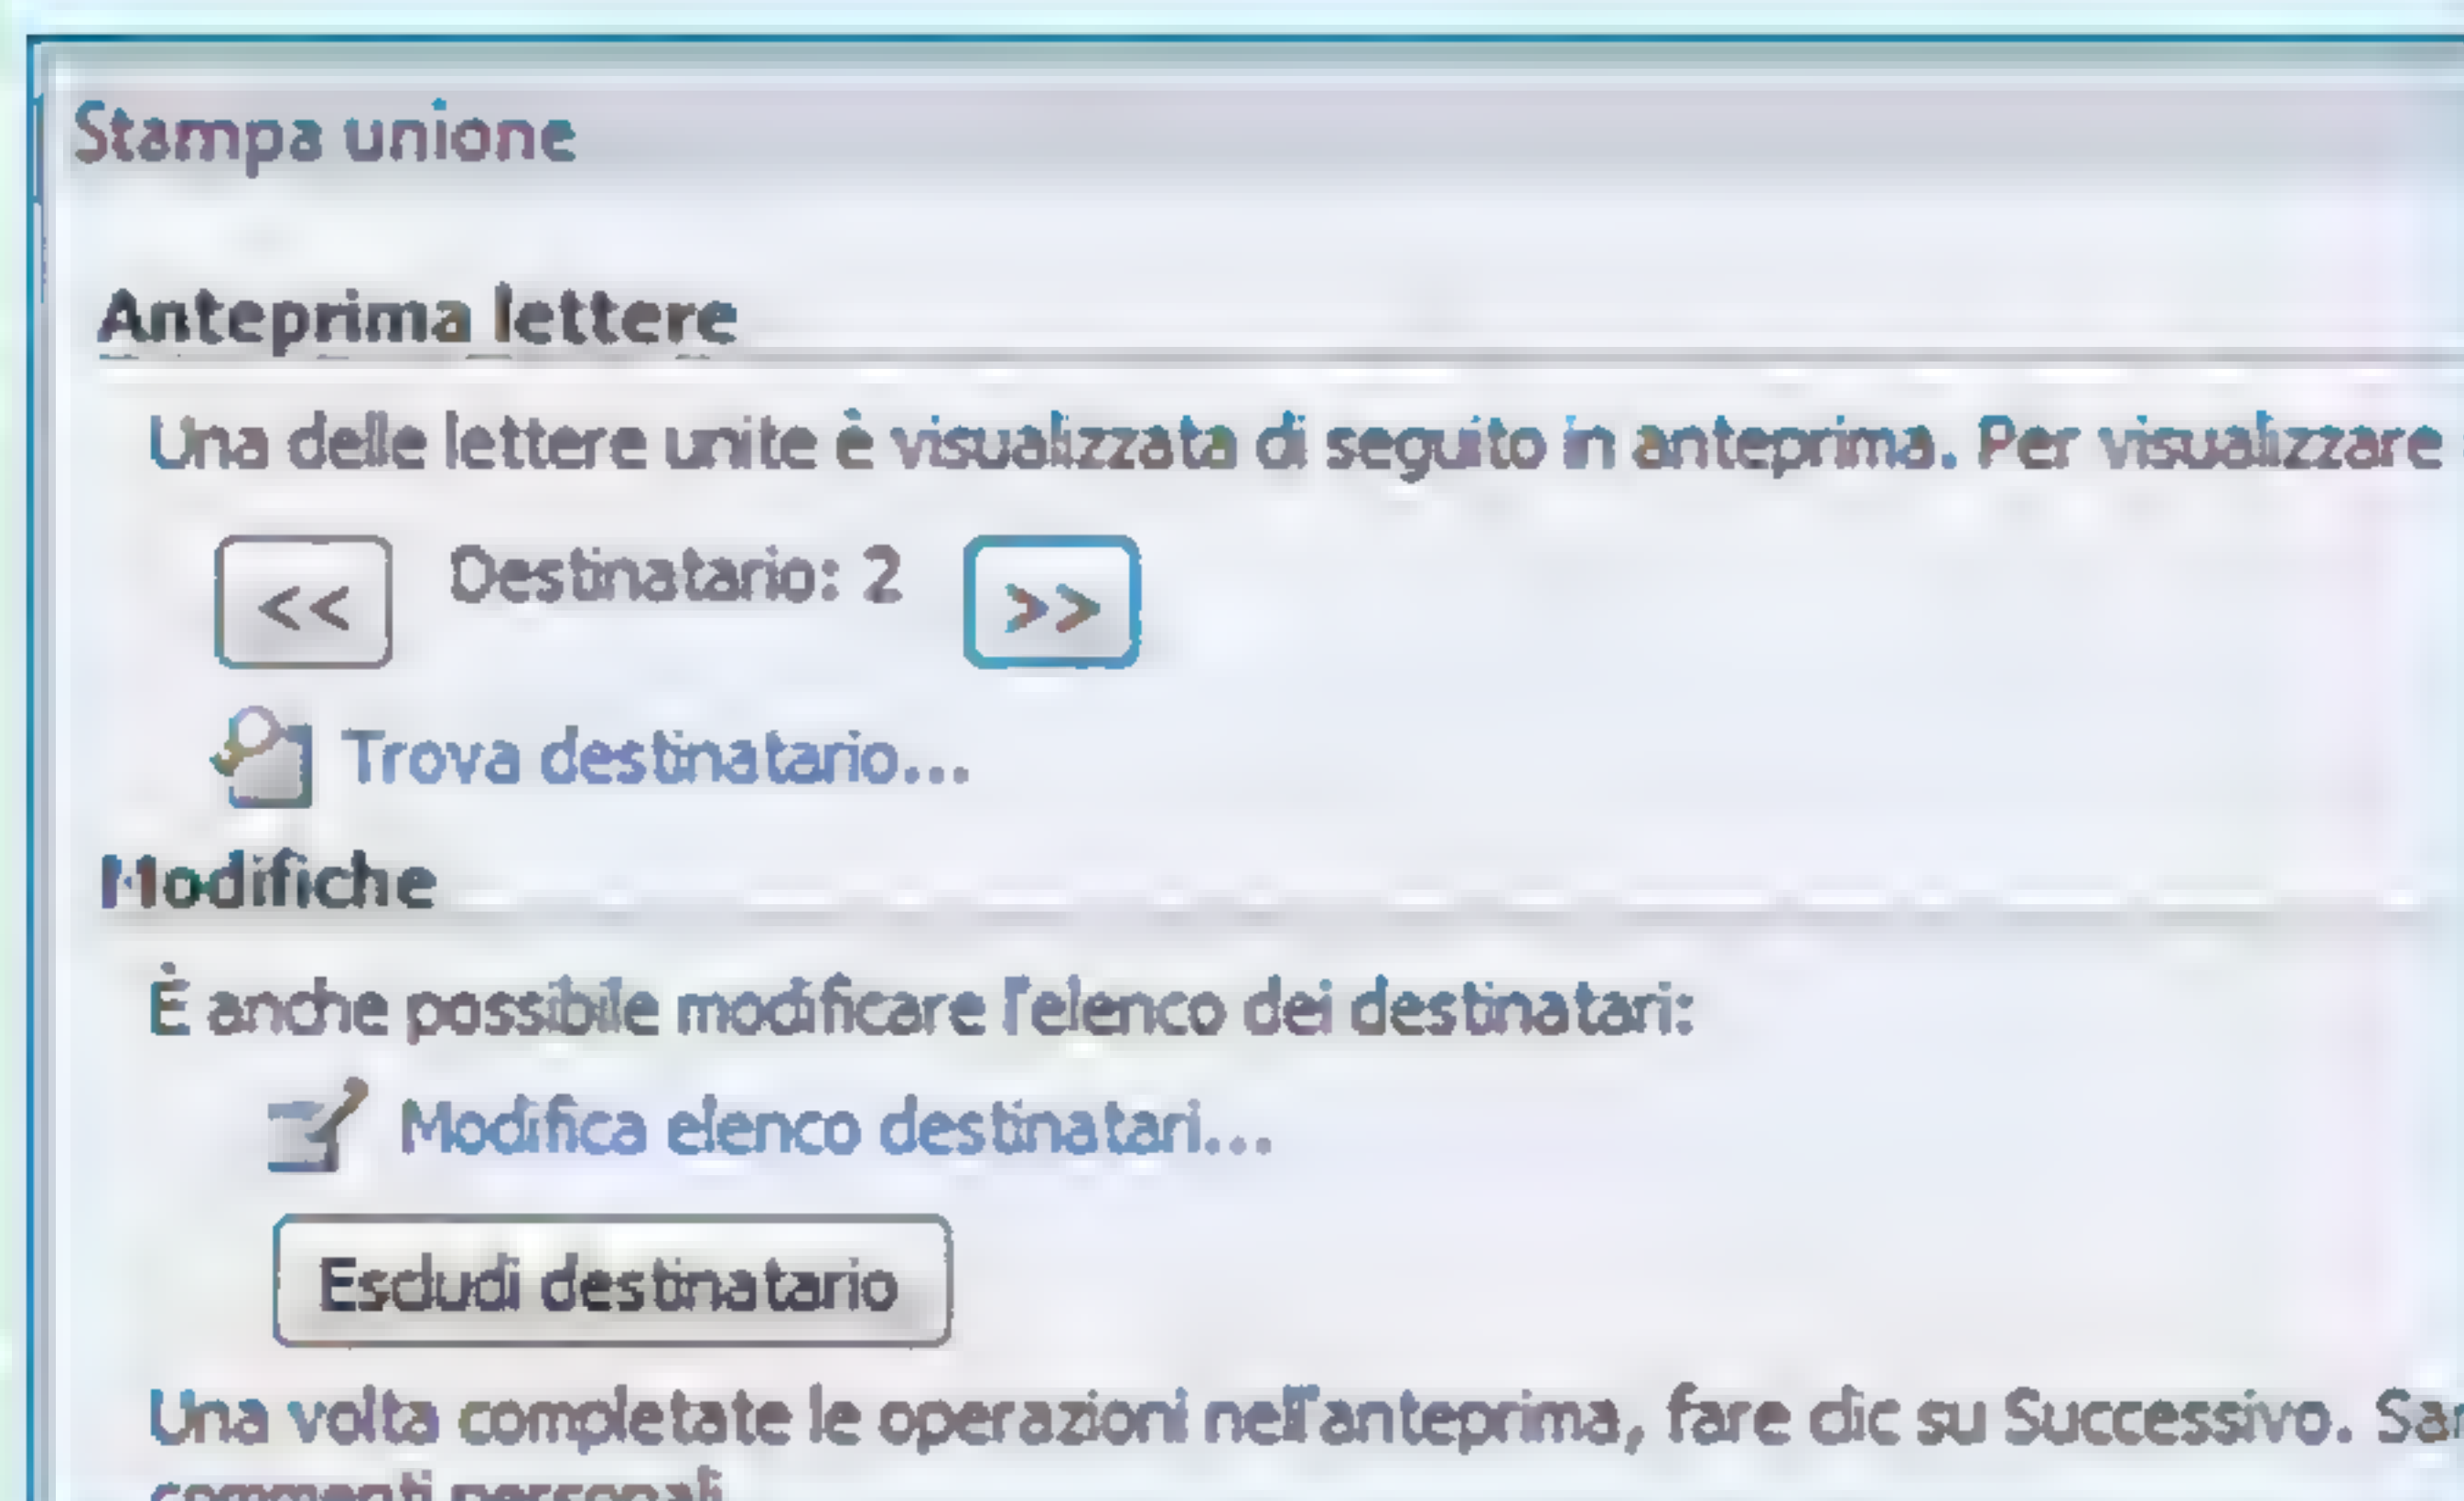 Stampa unione
Anteprima lettere
Una delle lettere unite è visualizzata di seguito in anteprima. Per visualizzare
<< Destinatario: 2 >>
Trova destinatario...
Modifiche
È anche possibile modificare l'elenco dei destinatari:
Modifica elenco destinatari...
Escludi destinatario
Una volta completate le operazioni nell'anteprima, fare clic su Successivo.
commenti personali